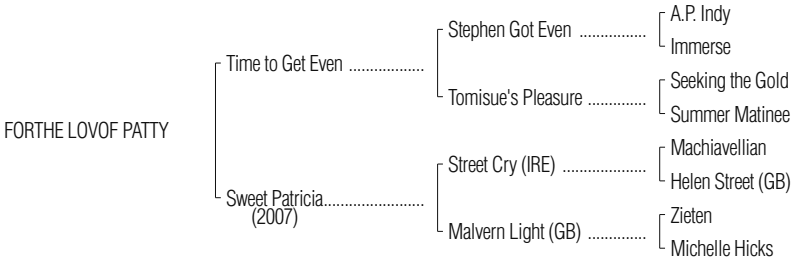 A.P. Indy
Stephen Got Even ................
Immerse
Time to Get Even ..................
Seeking the Gold
Tomisue's Pleasure ..............
Summer Matinee
FORTHE LOVOF PATTY
Machiavellian
Street Cry (IRE) ....................
Helen Street (GB)
Sweet Patricia........................
(2007)
Zieten
Malvern Light (GB) ..............
Michelle Hicks